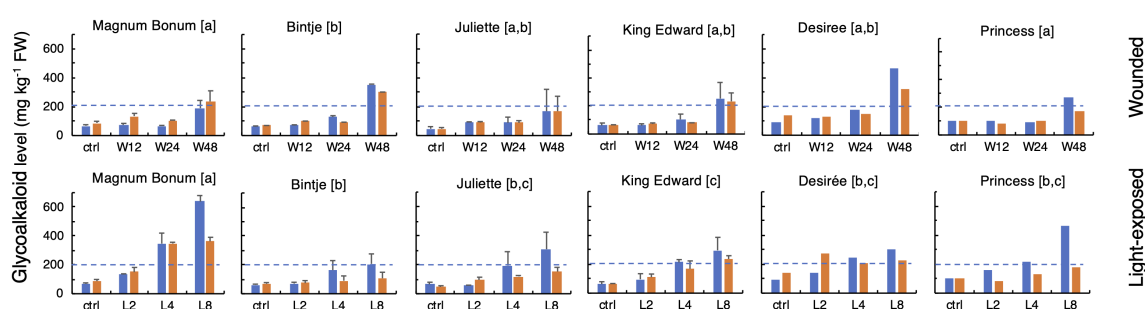 Magnum Bonum [a] Bintje [b] Juliette [a,b] King Edward [a,b] Desiree [a,b] Princess [a]
600
400
200
0
ctrl W12 W24 W48 ctrl W12 W24 W48 ctrl W12 W24 W48 ctrl W12 W24 W48 ctrl W12 W24 W48 ctrl W12 W24 W48
Wounded
Glycoalkaloid level (mg kg⁻¹ FW)
Magnum Bonum [a] Bintje [b] Juliette [b,c] King Edward [c] Desirée [b,c] Princess [b,c]
600
400
200
0
ctrl L2 L4 L8 ctrl L2 L4 L8 ctrl L2 L4 L8 ctrl L2 L4 L8 ctrl L2 L4 L8 ctrl L2 L4 L8
Light-exposed